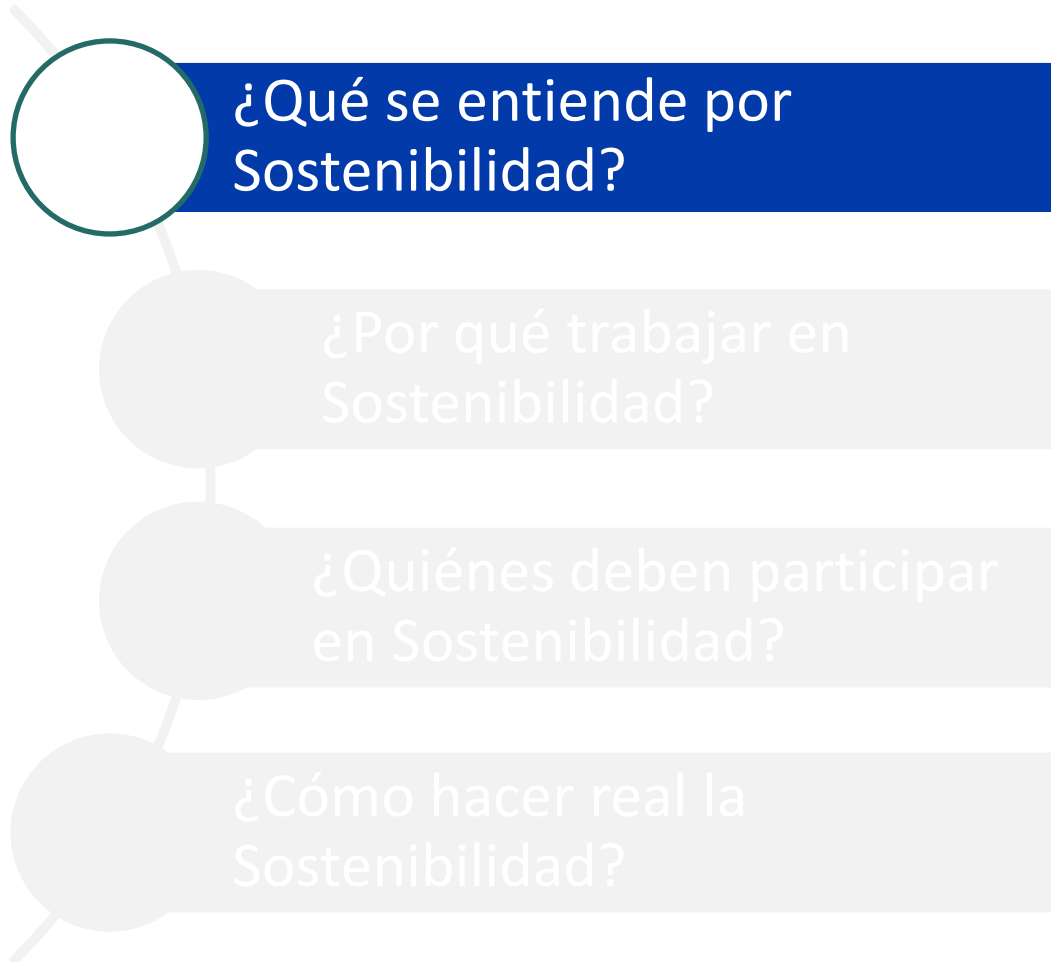 ¿Qué se entiende por
Sostenibilidad?
¿Por qué trabajar en
Sostenibilidad?
¿Quiénes deben participar
en Sostenibilidad?
¿Cómo hacer real la
Sostenibilidad?